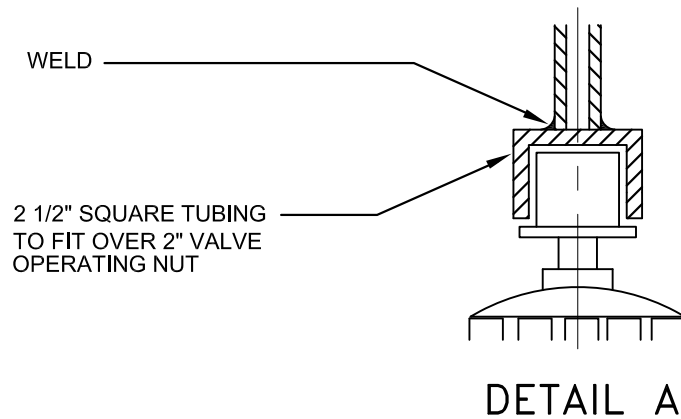 WELD
2 1/2" SQUARE TUBING
TO FIT OVER 2" VALVE
OPERATING NUT
DETAIL A